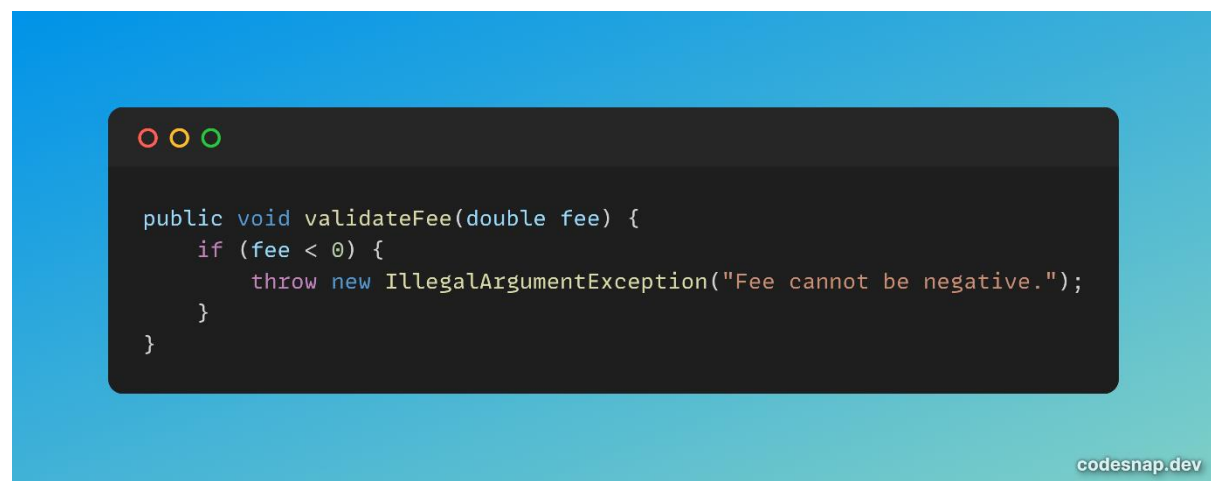 public void validateFee(double fee) {
    if (fee < 0) {
        throw new IllegalArgumentException("Fee cannot be negative.");
    }
}
codesnap.dev